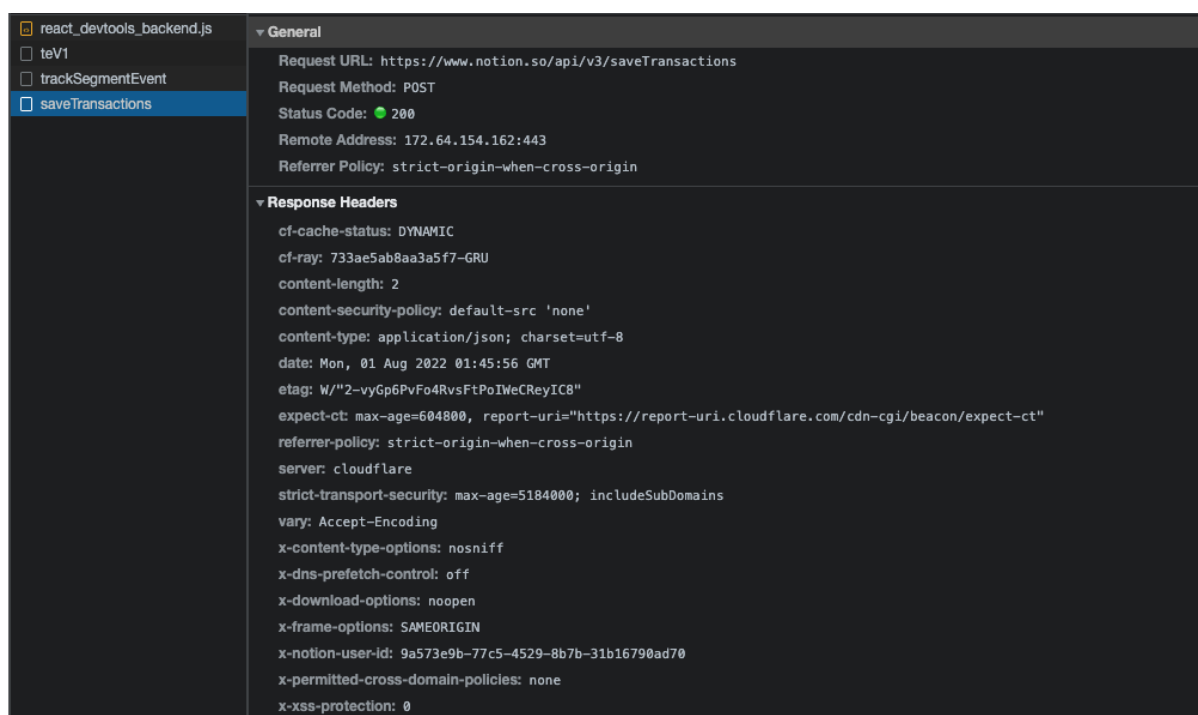 react_devtools_backend.js
teV1
trackSegmentEvent
saveTransactions
General
Request URL: https://www.notion.so/api/v3/saveTransactions
Request Method: POST
Status Code: 200
Remote Address: 172.64.154.162:443
Referrer Policy: strict-origin-when-cross-origin
Response Headers
cf-cache-status: DYNAMIC
cf-ray: 733ae5ab8aa3a5f7-GRU
content-length: 2
content-security-policy: default-src 'none'
content-type: application/json; charset=utf-8
date: Mon, 01 Aug 2022 01:45:56 GMT
etag: W/"2-vyGp6PvFo4RvsFtPoIWeCReyIC8"
expect-ct: max-age=604800, report-uri="https://report-uri.cloudflare.com/cdn-cgi/beacon/expect-ct"
referrer-policy: strict-origin-when-cross-origin
server: cloudflare
strict-transport-security: max-age=5184000; includeSubDomains
vary: Accept-Encoding
x-content-type-options: nosniff
x-dns-prefetch-control: off
x-download-options: noopen
x-frame-options: SAMEORIGIN
x-notion-user-id: 9a573e9b-77c5-4529-8b7b-31b16790ad70
x-permitted-cross-domain-policies: none
x-xss-protection: 0